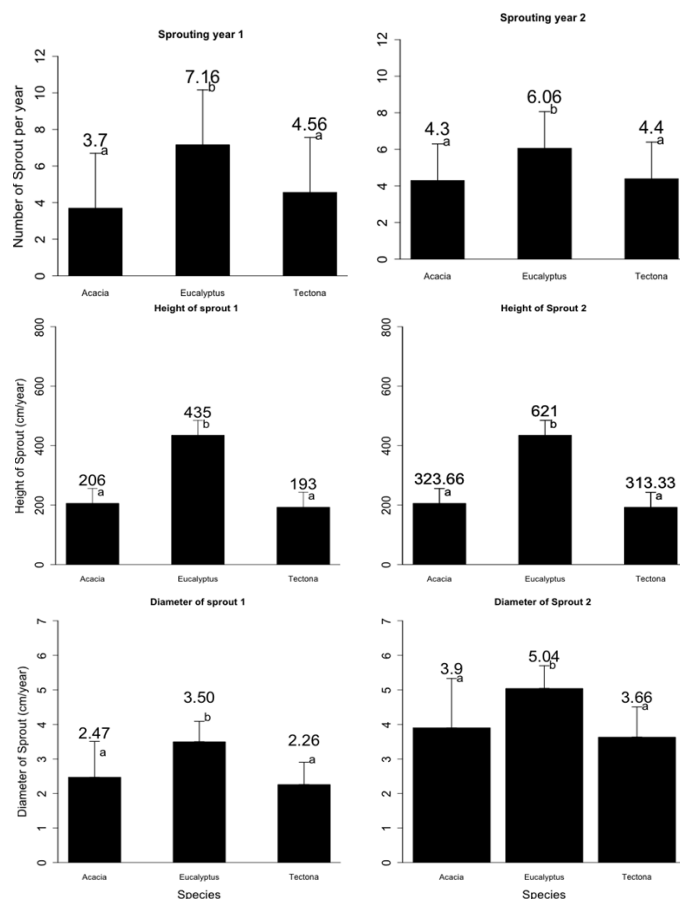 Sprouting year 1
Number of Sprout per year
12
10
8
6
4
2
0
3.7
a
7.16
b
4.56
a
Acacia
Eucalyptus
Tectona
Sprouting year 2
12
10
8
6
4
2
0
4.3
a
6.06
b
4.4
a
Acacia
Eucalyptus
Tectona
Height of sprout 1
Height of Sprout (cm/year)
800
600
400
200
0
206
a
435
b
193
a
Acacia
Eucalyptus
Tectona
Height of Sprout 2
800
600
400
200
0
323.66
a
621
b
313.33
a
Acacia
Eucalyptus
Tectona
Diameter of sprout 1
Diameter of Sprout (cm/year)
7
6
5
4
3
2
1
0
2.47
a
3.50
b
2.26
a
Acacia
Eucalyptus
Tectona
Species
Diameter of Sprout 2
7
6
5
4
3
2
1
0
3.9
a
5.04
b
3.66
a
Acacia
Eucalyptus
Tectona
Species